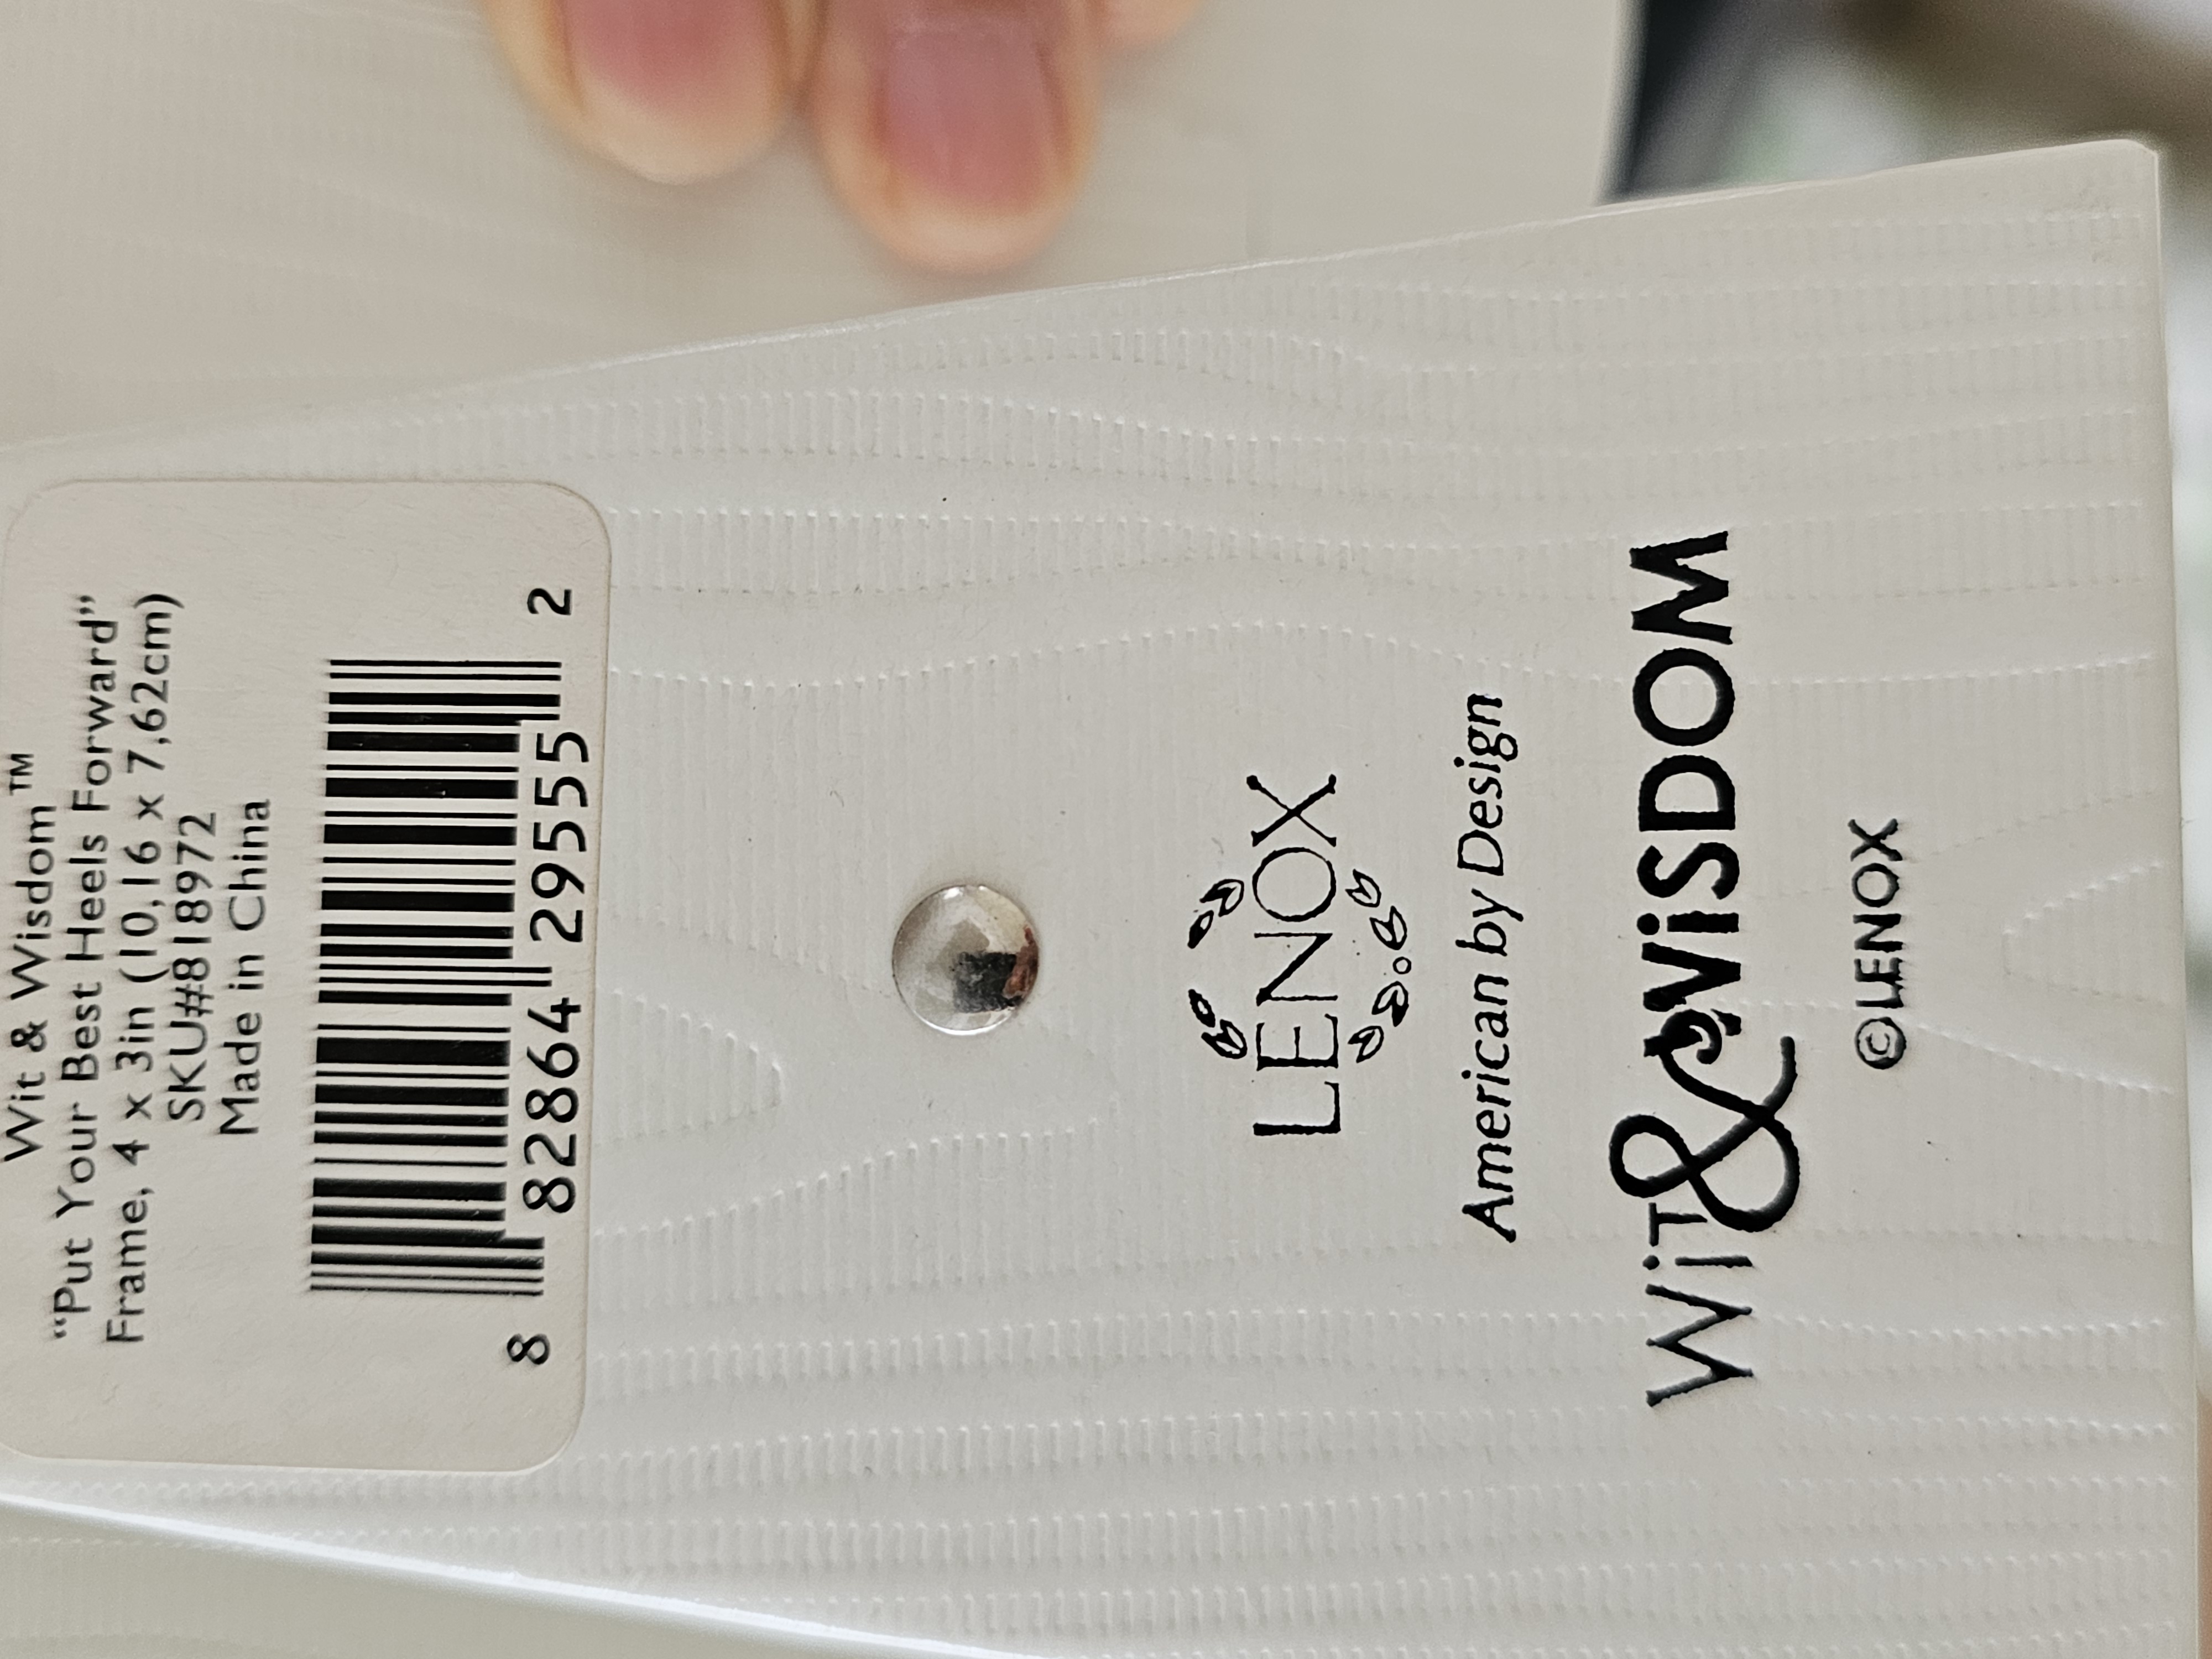 Wit & Wisdom™
“Put Your Best Heels Forward”
Frame, 4 x 3in (10,16 x 7,62cm)
SKU#818972
Made in China
8 82864 29555 2
LENOX
American by Design
WiT & WiSDOM
©LENOX